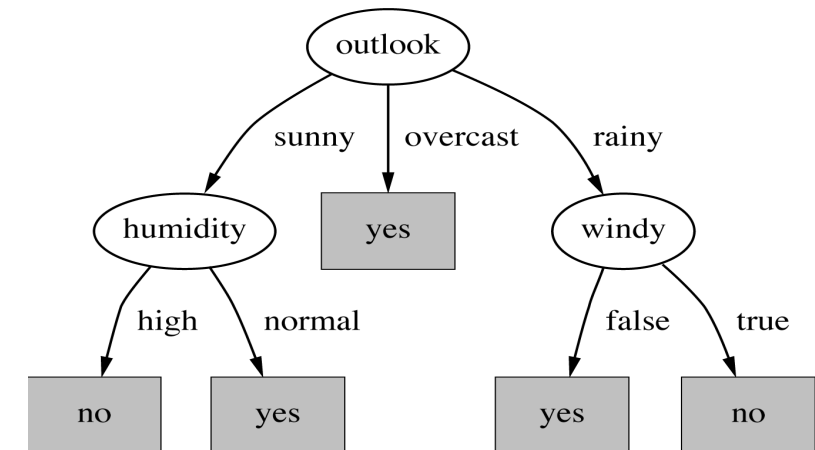 outlook
sunny overcast rainy
humidity yes windy
high normal false true
no yes yes no